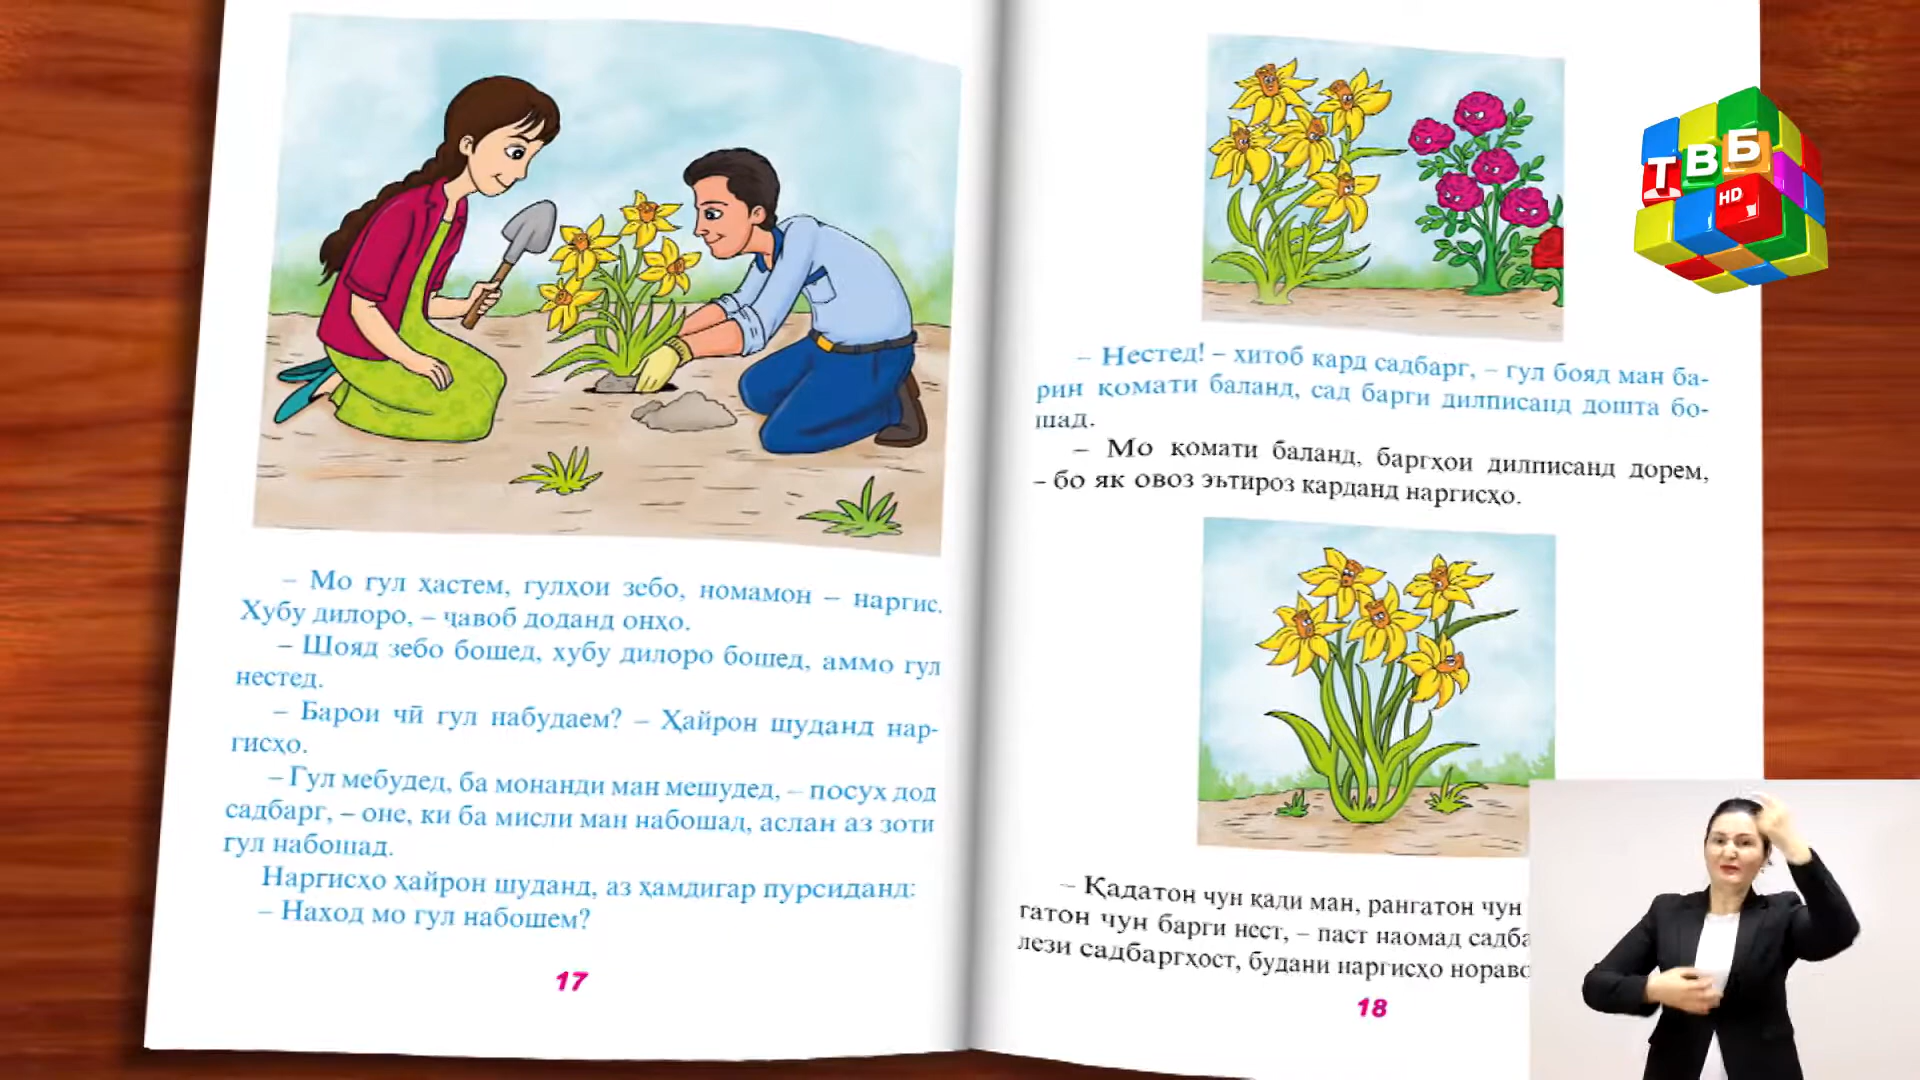 – Мо гул ҳастем, гулҳои зебо, номамон – наргис.
Хубу дилоро, – ҷавоб доданд онҳо.
– Шояд зебо бошед, хубу дилоро бошед, аммо гул
нестед.
– Барои чӣ гул набудаем? – Ҳайрон шуданд нар-
гисҳо.
– Гул мебудед, ба монанди ман мешудед, – посух дод
садбарг, – оне, ки ба мисли ман набошад, аслан аз зоти
гул набошад.
Наргисҳо ҳайрон шуданд, аз ҳамдигар пурсиданд:
– Наход мо гул набошем?
17
– Нестед! – хитоб кард садбарг, – гул бояд ман ба-
рин қомати баланд, сад барги дилписанд дошта бо-
шад.
– Мо қомати баланд, баргҳои дилписанд дорем,
– бо як овоз эътироз карданд наргисҳо.
– Қадатон чун қади ман, рангатон чун
гатон чун барги нест, – паст наомад
лези садбаргҳост, будани наргисҳо
18
ТВБ
HD